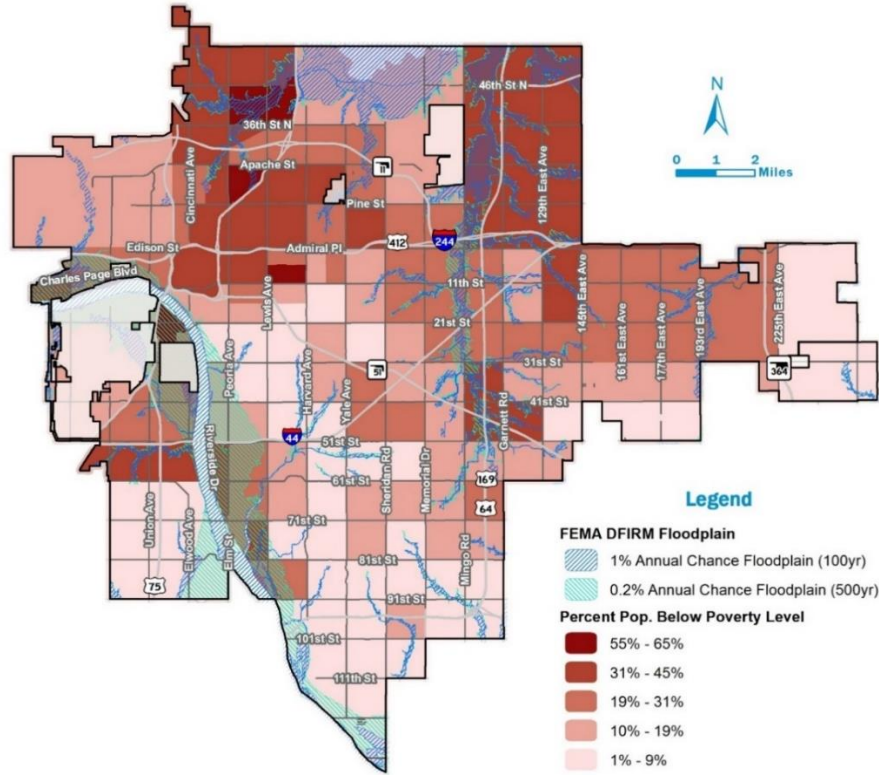 46th St N
N
36th St N
Cincinnati Ave
Apache St
11
129th East Ave
0 1 2
Miles
Pine St
Edison St
Admiral Pl
412
244
Charles Page Blvd
Lewis Ave
11th St
145th East Ave
161st East Ave
177th East Ave
193rd East Ave
225th East Ave
21st St
Peoria Ave
Harvard Ave
Yale Ave
51
31st St
364
41st St
Garnett Rd
44
51st St
Riverside Dr
Sheridan Rd
Memorial Dr
61st St
169
64
Union Ave
Elwood Ave
Elm St
71st St
Mingo Rd
75
81st St
91st St
101st St
111th St
Legend
FEMA DFIRM Floodplain
1% Annual Chance Floodplain (100yr)
0.2% Annual Chance Floodplain (500yr)
Percent Pop. Below Poverty Level
55% - 65%
31% - 45%
19% - 31%
10% - 19%
1% - 9%